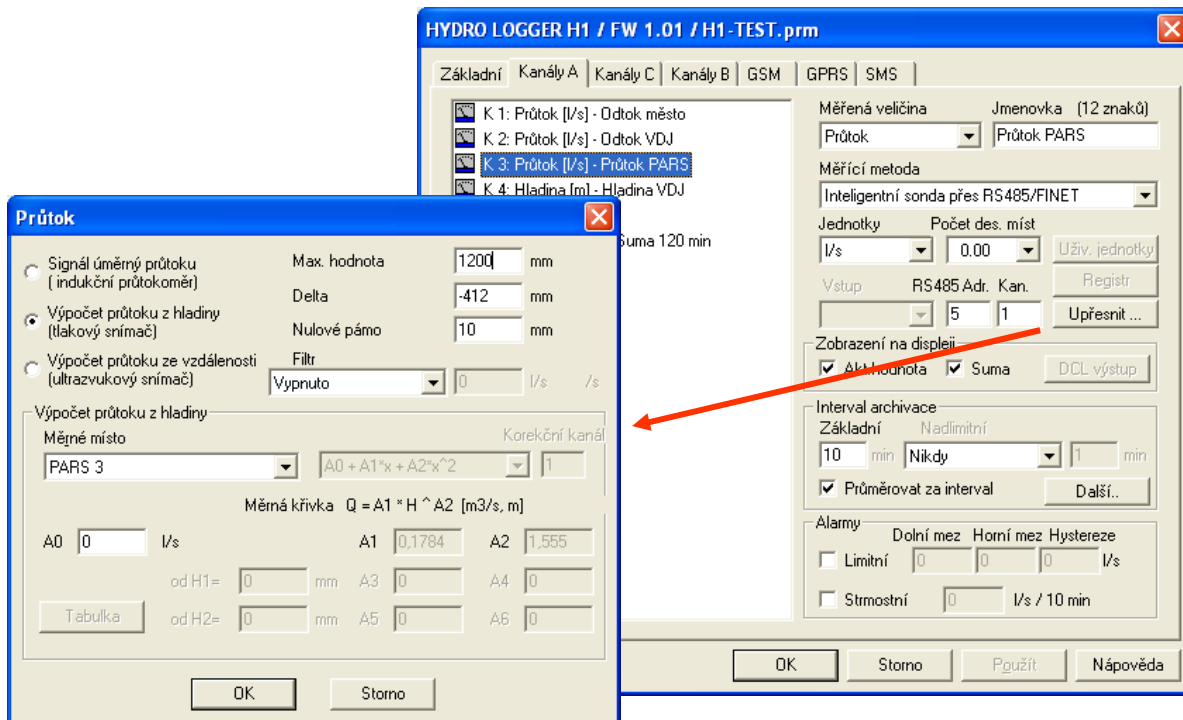 HYDRO LOGGER H1 / FW 1.01 / H1-TEST.prm
Základní Kanály A Kanály C Kanály B GSM GPRS SMS
K 1: Průtok [l/s] - Odtok město
K 2: Průtok [l/s] - Odtok VDJ
K 3: Průtok [l/s] - Průtok PARS
K 4: Hladina [m] - Hladina VDJ
Suma 120 min
Měřená veličina Jmenovka (12 znaků)
Průtok Průtok PARS
Měřící metoda
Inteligentní sonda přes RS485/FINET
Jednotky Počet des. míst
l/s 0.00 Uživ. jednotky
Vstup RS485 Adr. Kan. Registr
5 1 Upřesnit ...
Zobrazení na displeji
Akt.hodnota Suma DCL výstup
Interval archivace
Základní Nadlimitní
10 min Nikdy 1 min
Průměrovat za interval Další..
Alarmy
Dolní mez Horní mez Hystereze
Limitní 0 0 0 l/s
Strmostní 0 l/s / 10 min
OK Storno Použít Nápověda
Průtok
Signál úměrný průtoku
( indukční průtokoměr)
Výpočet průtoku z hladiny
(tlakový snímač)
Výpočet průtoku ze vzdálenosti
(ultrazvukový snímač)
Max. hodnota 1200 mm
Delta -412 mm
Nulové pámo 10 mm
Filtr
Vypnuto 0 l/s /s
Výpočet průtoku z hladiny
Měrné místo Korekční kanál
PARS 3 A0 + A1*x + A2*x^2 1
Měrná křivka Q = A1 * H ^ A2 [m3/s, m]
A0 0 l/s A1 0,1784 A2 1,555
od H1= 0 mm A3 0 A4 0
Tabulka od H2= 0 mm A5 0 A6 0
OK Storno